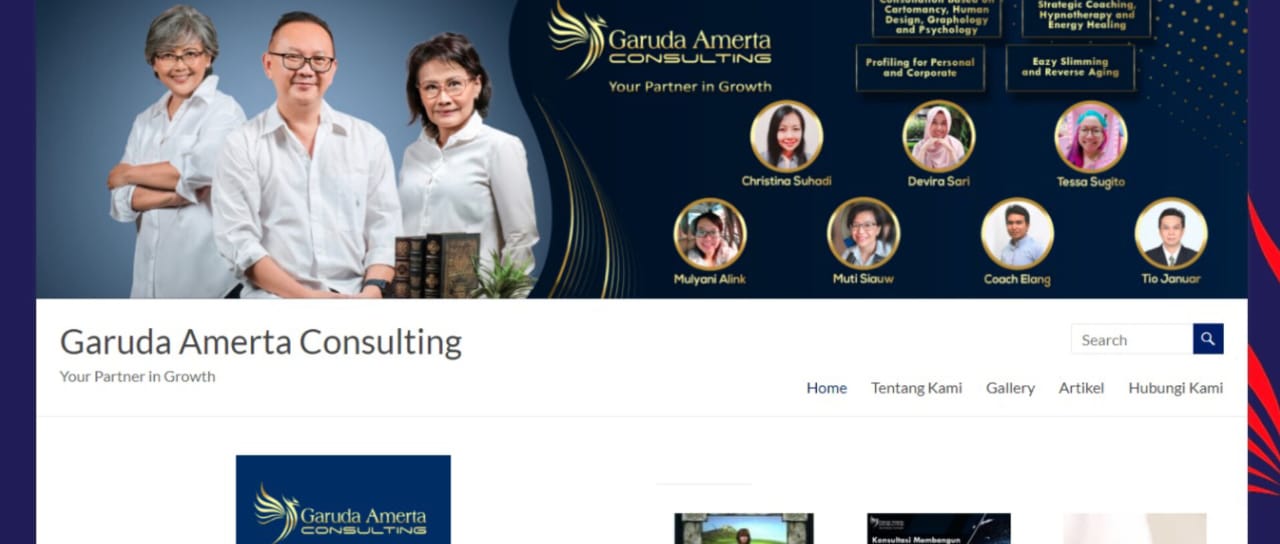 Consultation based on
Cartomancy, Human
Design, Graphology
and Psychology
Strategic Coaching,
Hypnotherapy and
Energy Healing
Garuda Amerta
CONSULTING
Your Partner in Growth
Profiling for Personal
and Corporate
Eazy Slimming
and Reverse Aging
Christina Suhadi
Devira Sari
Tessa Sugito
Mulyani Alink
Muti Siauw
Coach Elang
Tio Januar
Garuda Amerta Consulting
Your Partner in Growth
Search
Home
Tentang Kami
Gallery
Artikel
Hubungi Kami
Garuda Amerta
CONSULTING
Konsultasi Membangun